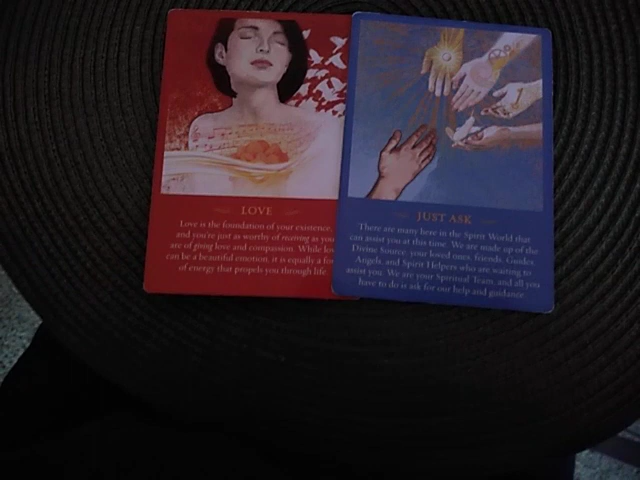 LOVE
Love is the foundation of your existence,
and you're just as worthy of receiving as you
are of giving love and compassion. While lo
can be a beautiful emotion, it is equally a fo
of energy that propels you through life.
JUST ASK
There are many here in the Spirit World that
can assist you at this time. We are made up of the
Divine Source, your loved ones, friends, Guides,
Angels, and Spirit Helpers who are waiting to
assist you. We are your Spiritual Team, and all you
have to do is ask for our help and guidance.